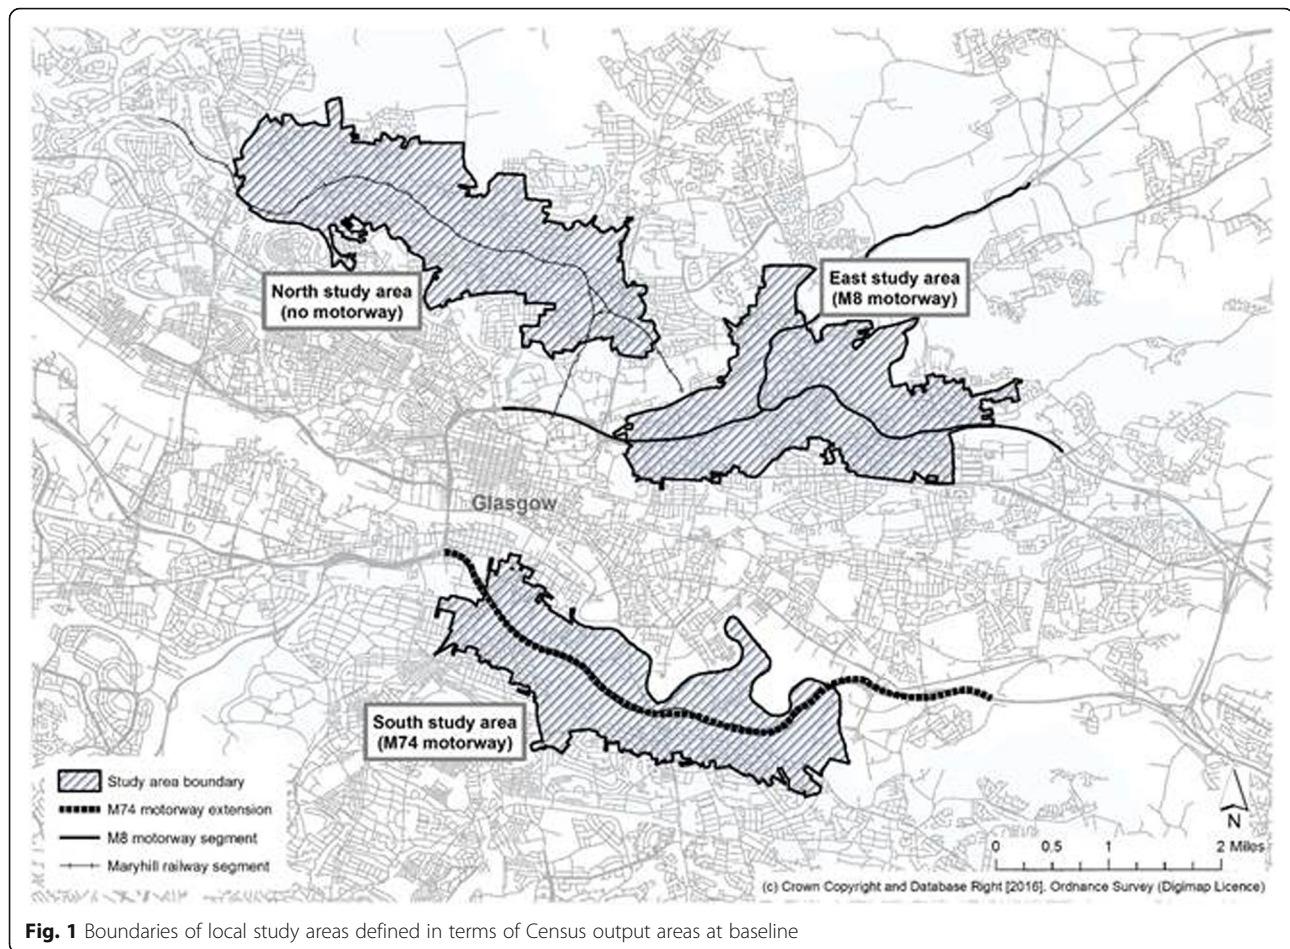 North study area
(no motorway)
East study area
(M8 motorway)
Glasgow
South study area
(M74 motorway)
Study area boundary
M74 motorway extension
M8 motorway segment
Maryhill railway segment
N
0 0.5 1 2 Miles
(c) Crown Copyright and Database Right [2016]. Ordnance Survey (Digimap Licence)
Fig. 1 Boundaries of local study areas defined in terms of Census output areas at baseline